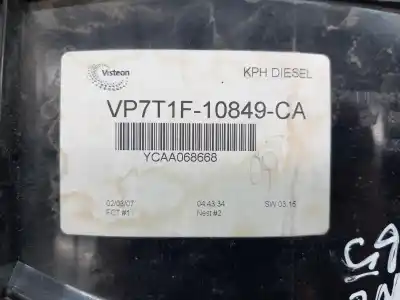 Visteon
KPH DIESEL
VP7T1F-10849-CA
YCAA068668
02/03/07 04:43:34 SW 03.16
FCT #1 Nest #2